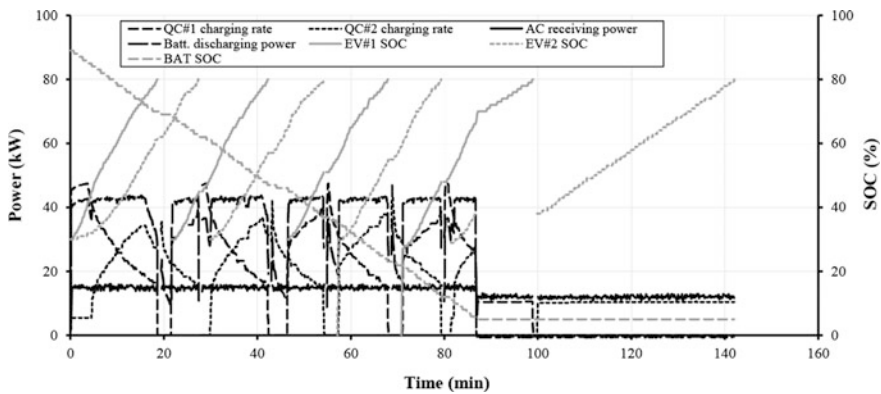 QC#1 charging rate QC#2 charging rate AC receiving power
Batt. discharging power EV#1 SOC EV#2 SOC
BAT SOC
100
80
60
40
20
0
Power (kW)
100
80
60
40
20
0
SOC (%)
0 20 40 60 80 100 120 140 160
Time (min)